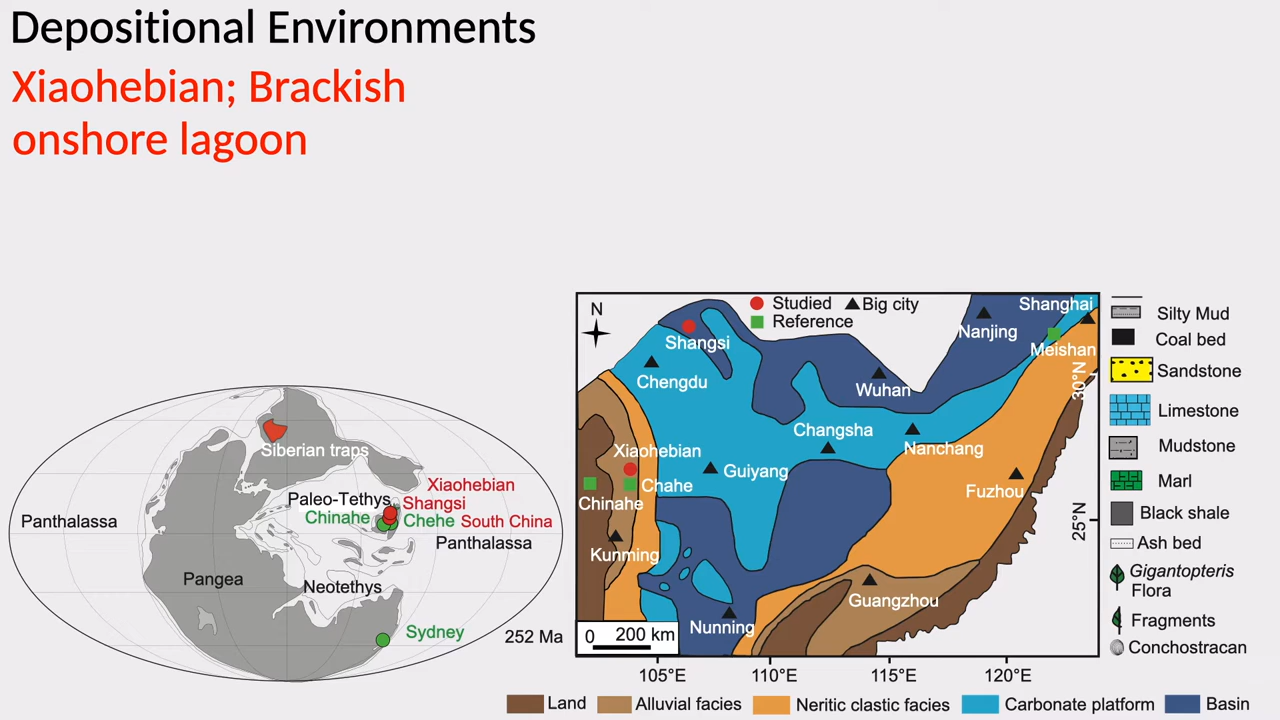 Depositional Environments
Xiaohebian; Brackish
onshore lagoon
Siberian traps
Paleo-Tethys
Xiaohebian
Shangsi
Chinahe
Chehe
South China
Panthalassa
Panthalassa
Pangea
Neotethys
Sydney
252 Ma
N
Studied
Big city
Reference
Shanghai
Nanjing
Meishan
Shangsi
Chengdu
Wuhan
30°N
Changsha
Nanchang
Xiaohebian
Guiyang
Chahe
Chinahe
Fuzhou
25°N
Kunming
Guangzhou
Nunning
0 200 km
105°E 110°E 115°E 120°E
Land Alluvial facies Neritic clastic facies Carbonate platform Basin
Silty Mud
Coal bed
Sandstone
Limestone
Mudstone
Marl
Black shale
Ash bed
Gigantopteris
Flora
Fragments
Conchostracan